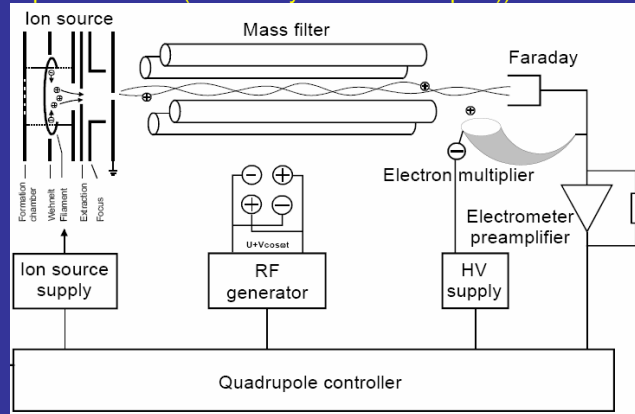 Ion source
Mass filter
Faraday
Formation
chamber
Wehnelt
Filament
Extraction
Focus
Electron multiplier
Electrometer
preamplifier
U+Vcosωt
Ion source
supply
RF
generator
HV
supply
Quadrupole controller